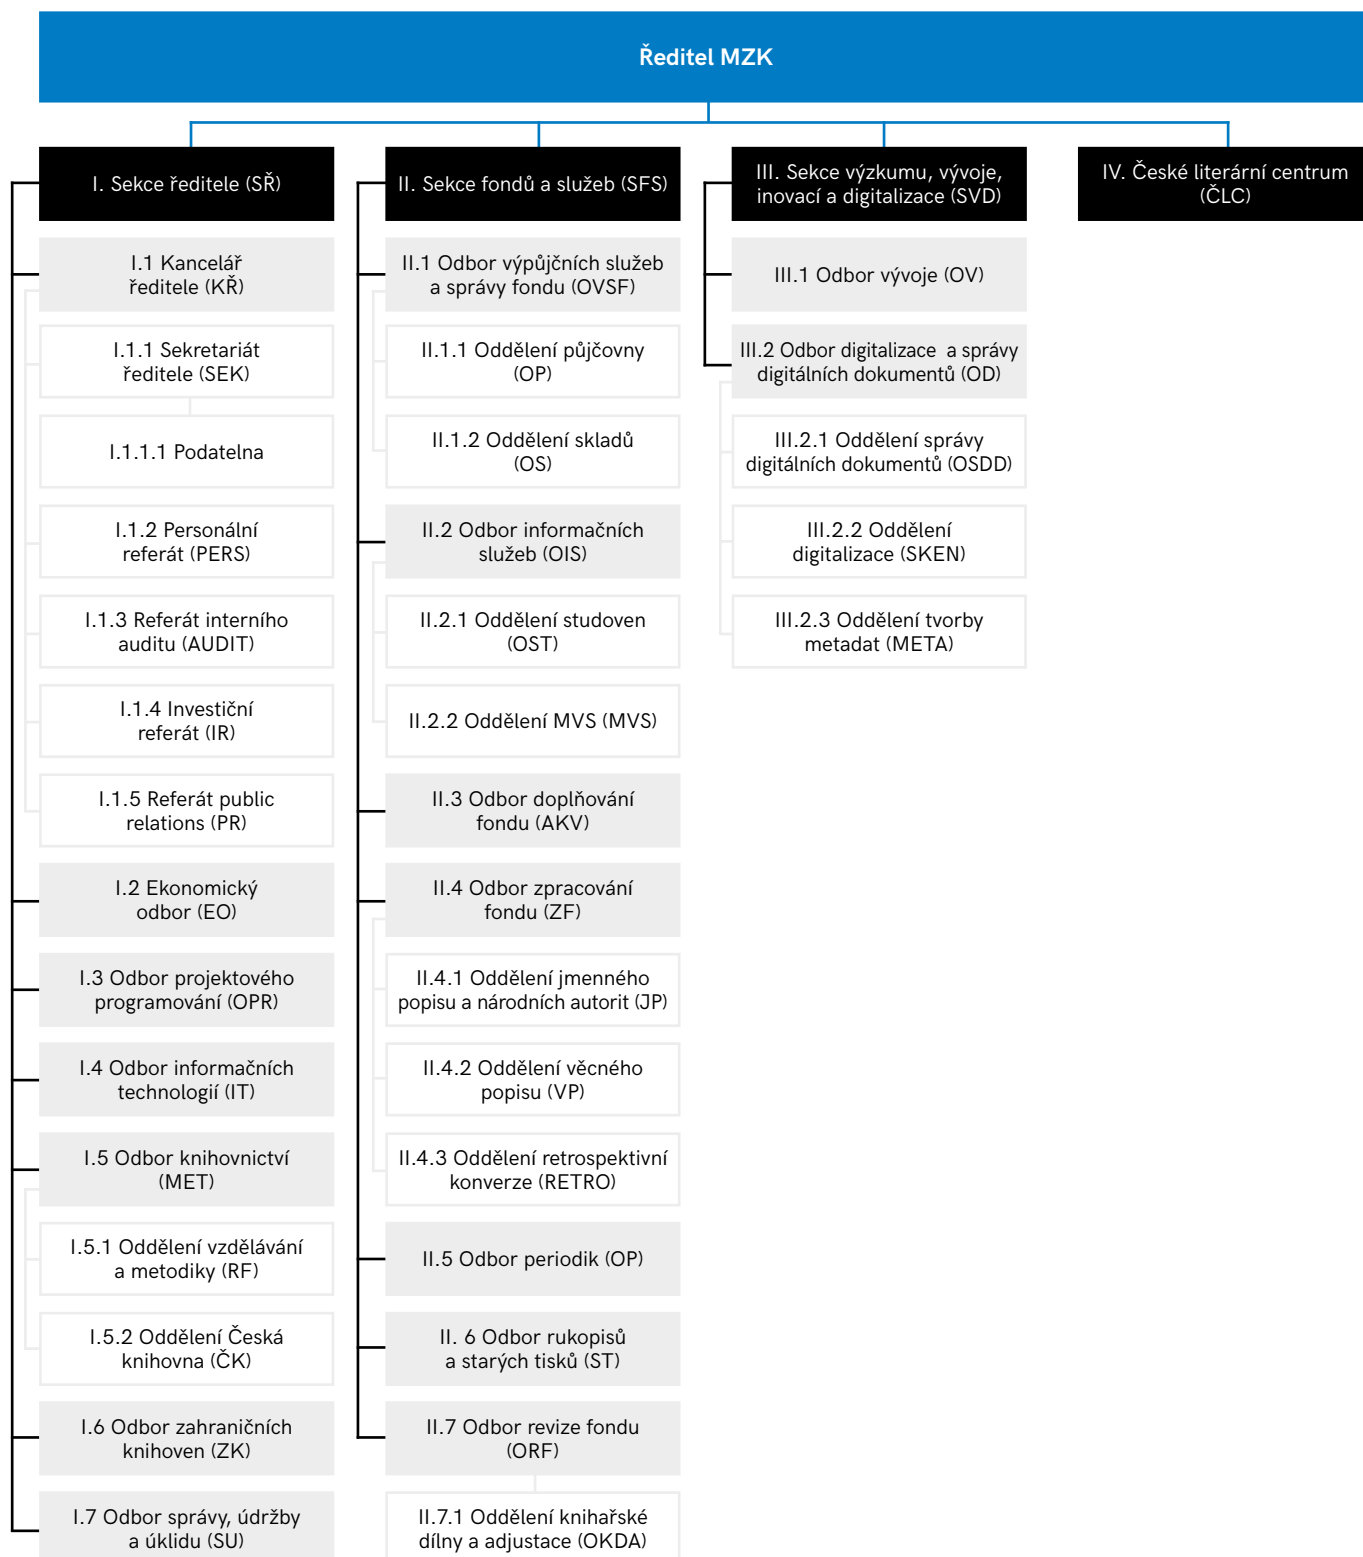 Ředitel MZK
I. Sekce ředitele (SŘ)
I.1 Kancelář
ředitele (KŘ)
I.1.1 Sekretariát
ředitele (SEK)
I.1.1.1 Podatelna
I.1.2 Personální
referát (PERS)
I.1.3 Referát interního
auditu (AUDIT)
I.1.4 Investiční
referát (IR)
I.1.5 Referát public
relations (PR)
I.2 Ekonomický
odbor (EO)
I.3 Odbor projektového
programování (OPR)
I.4 Odbor informačních
technologií (IT)
I.5 Odbor knihovnictví
(MET)
I.5.1 Oddělení vzdělávání
a metodiky (RF)
I.5.2 Oddělení Česká
knihovna (ČK)
I.6 Odbor zahraničních
knihoven (ZK)
I.7 Odbor správy, údržby
a úklidu (SU)
II. Sekce fondů a služeb (SFS)
II.1 Odbor výpůjčních služeb
a správy fondu (OVSF)
II.1.1 Oddělení půjčovny
(OP)
II.1.2 Oddělení skladů
(OS)
II.2 Odbor informačních
služeb (OIS)
II.2.1 Oddělení studoven
(OST)
II.2.2 Oddělení MVS (MVS)
II.3 Odbor doplňování
fondu (AKV)
II.4 Odbor zpracování
fondu (ZF)
II.4.1 Oddělení jmenného
popisu a národních autorit (JP)
II.4.2 Oddělení věcného
popisu (VP)
II.4.3 Oddělení retrospektivní
konverze (RETRO)
II.5 Odbor periodik (OP)
II. 6 Odbor rukopisů
a starých tisků (ST)
II.7 Odbor revize fondu
(ORF)
II.7.1 Oddělení knihařské
dílny a adjustace (OKDA)
III. Sekce výzkumu, vývoje,
inovací a digitalizace (SVD)
III.1 Odbor vývoje (OV)
III.2 Odbor digitalizace a správy
digitálních dokumentů (OD)
III.2.1 Oddělení správy
digitálních dokumentů (OSDD)
III.2.2 Oddělení
digitalizace (SKEN)
III.2.3 Oddělení tvorby
metadat (META)
IV. České literární centrum
(ČLC)